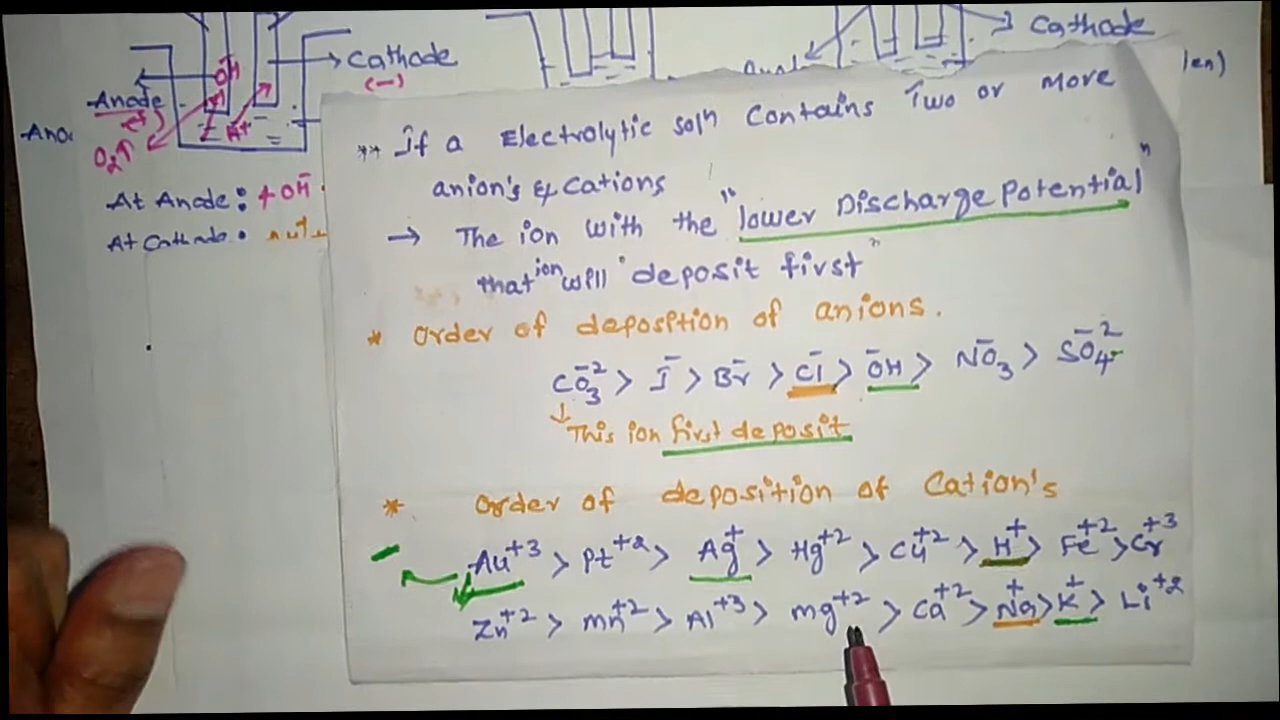 Cathode
(-)
OH
Anode
(+)
A+
O2↑
At Anode: 4OH-
At Cathode:
Cathode
** If a Electrolytic soln contains Two or more
anion's & Cations
→ The ion with the "lower Discharge Potential"
that ion will "deposit first"
* Order of deposition of anions.
CO3^-2 > I^- > Br^- > Cl^- > OH^- > NO3^- > SO4^-2
↓ This ion first deposit
* Order of deposition of Cation's
Au^+3 > Pt^+2 > Ag^+ > Hg^+2 > Cu^+2 > H^+ > Fe^+2 > Cr^+3
Zn^+2 > Mn^+2 > Al^+3 > mg^+2 > Ca^+2 > Na^+ > K^+ > Li^+2